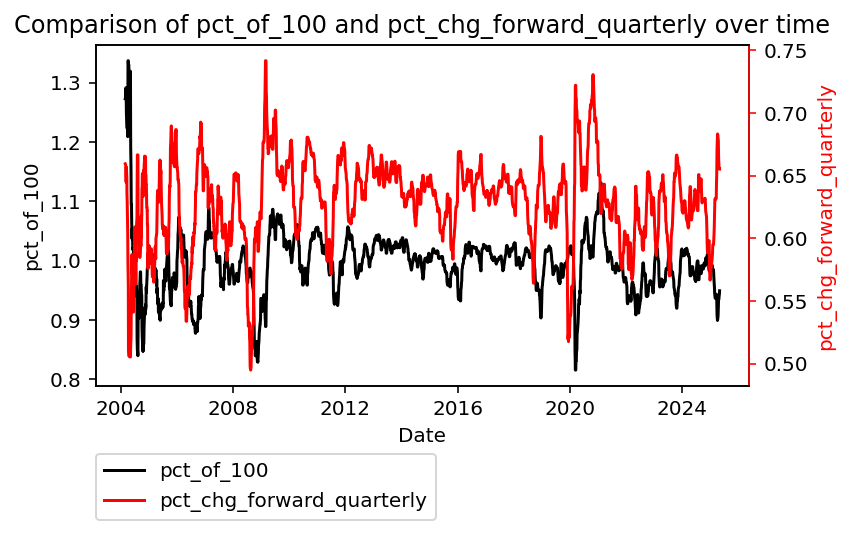 Comparison of pct_of_100 and pct_chg_forward_quarterly over time
pct_of_100
1.3
1.2
1.1
1.0
0.9
0.8
0.75
0.70
0.65
0.60
0.55
0.50
pct_chg_forward_quarterly
2004 2008 2012 2016 2020 2024
Date
pct_of_100
pct_chg_forward_quarterly